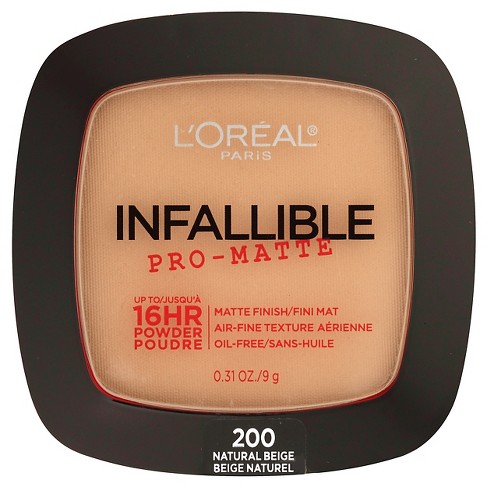 L'ORÉAL®
PARIS
INFALLIBLE
PRO-MATTE
UP TO/JUSQU'À
16HR
POWDER
POUDRE
MATTE FINISH/FINI MAT
AIR-FINE TEXTURE AÉRIENNE
OIL-FREE/SANS-HUILE
0.31 OZ./9 g
200
NATURAL BEIGE
BEIGE NATUREL